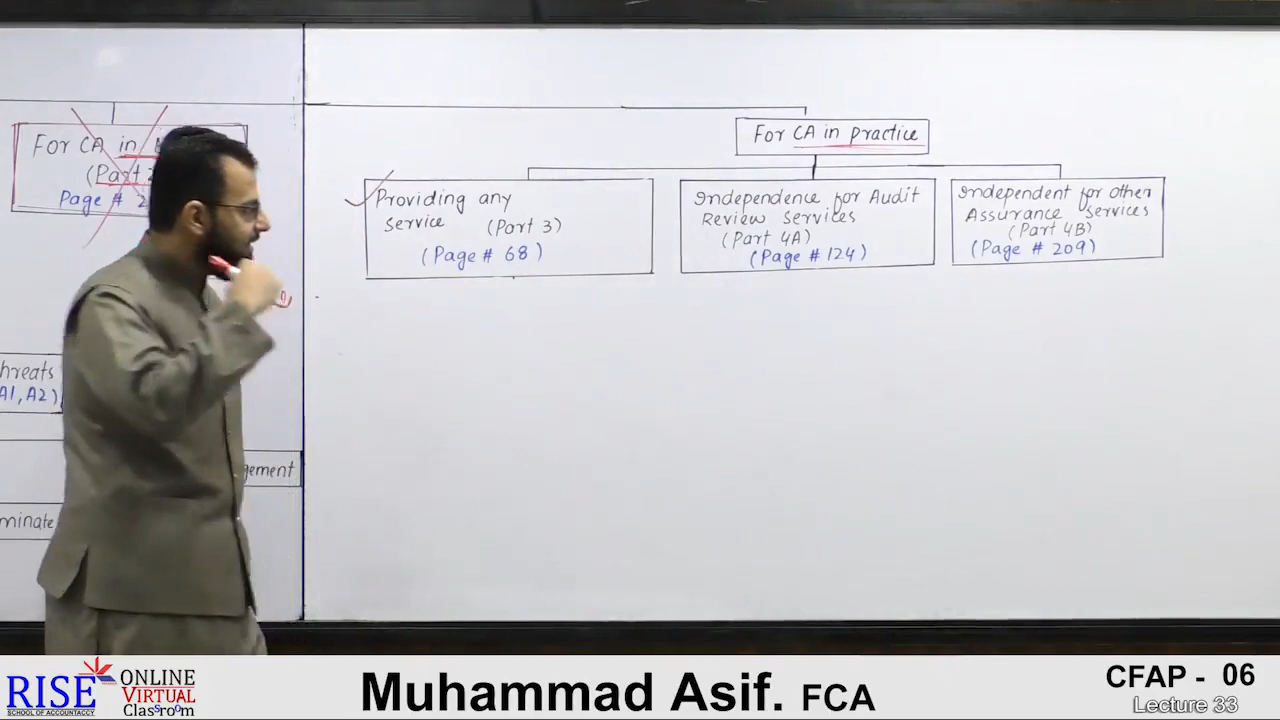 For CA in
(Part
Page # 2
threats
A1, A2)
gement
minate
For CA in practice
Providing any
service (Part 3)
(Page # 68)
Independence for Audit
Review Services
(Part 4A)
(Page # 124)
Independent for other
Assurance Services
(Part 4B)
(Page # 209)
RISE
SCHOOL OF ACCOUNTANCY
ONLINE
VIRTUAL
Classroom
Muhammad Asif. FCA
CFAP - 06
Lecture 33